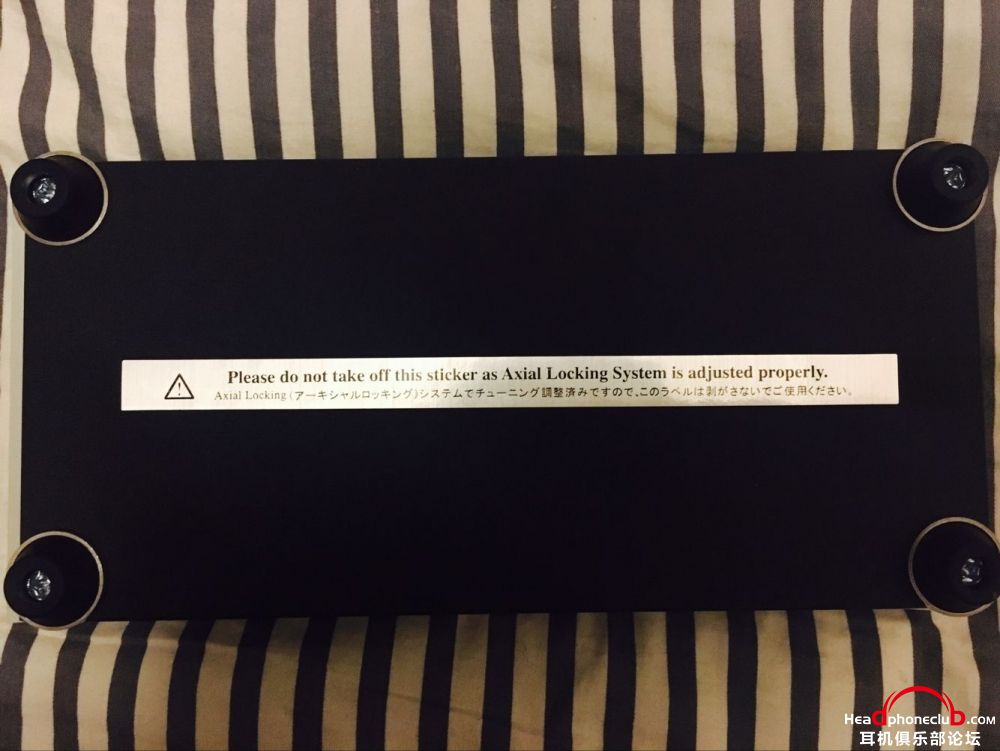 Please do not take off this sticker as Axial Locking System is adjusted properly.
Axial Locking (アーキシャルロッキング)システムでチューニング調整済みですので、このラベルは剥がさないでご使用ください。
Headphoneclub.com
耳机俱乐部论坛